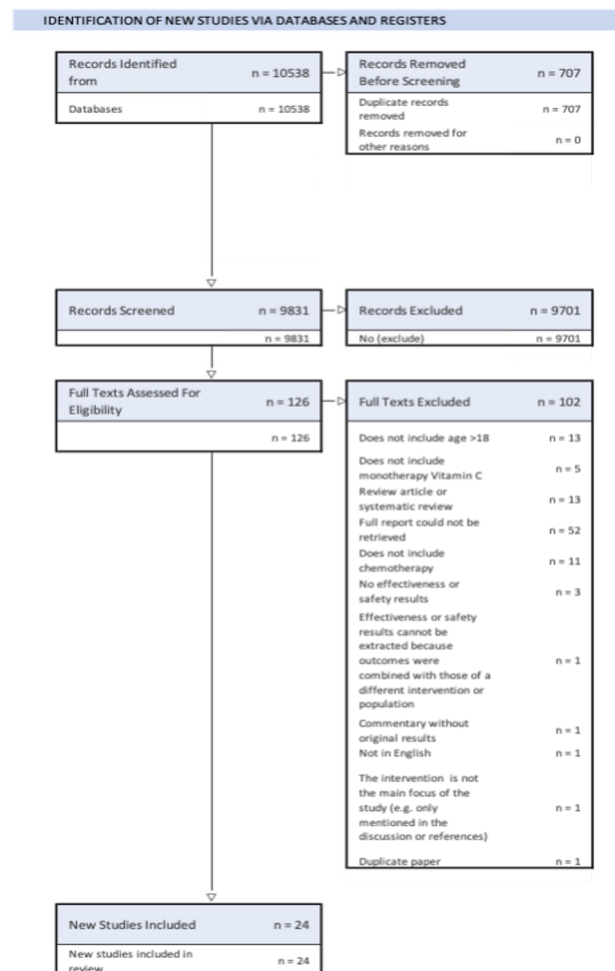 IDENTIFICATION OF NEW STUDIES VIA DATABASES AND REGISTERS
Records Identified
from
n = 10538
Databases
n = 10538
Records Removed
Before Screening
n = 707
Duplicate records
removed
n = 707
Records removed for
other reasons
n = 0
Records Screened
n = 9831
n = 9831
Records Excluded
n = 9701
No (exclude)
n = 9701
Full Texts Assessed For
Eligibility
n = 126
n = 126
Full Texts Excluded
n = 102
Does not include age >18
n = 13
Does not include
monotherapy Vitamin C
n = 5
Review article or
systematic review
n = 13
Full report could not be
retrieved
n = 52
Does not include
chemotherapy
n = 11
No effectiveness or
safety results
n = 3
Effectiveness or safety
results cannot be
extracted because
outcomes were
combined with those of a
different intervention or
population
n = 1
Commentary without
original results
n = 1
Not in English
n = 1
The intervention is not
the main focus of the
study (e.g. only
mentioned in the
discussion or references)
n = 1
Duplicate paper
n = 1
New Studies Included
n = 24
New studies included in
review
n = 24